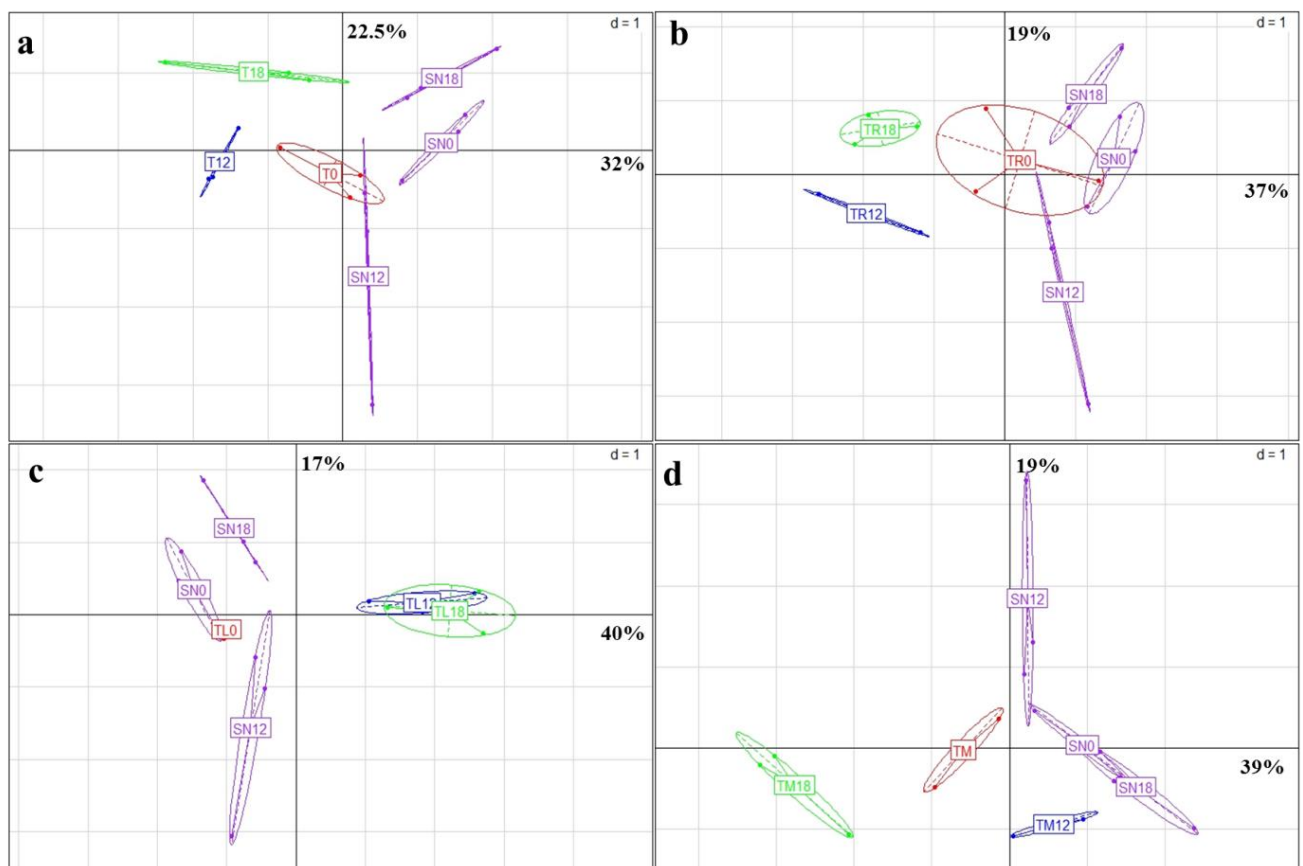 a
22.5%
d = 1
T18
SN18
SN0
T12
T0
32%
SN12
b
19%
d = 1
SN18
TR18
SN0
TR0
37%
TR12
SN12
c
17%
d = 1
SN18
SN0
TL12
TL18
TL0
40%
SN12
d
19%
d = 1
SN12
TM
SN0
39%
TM18
SN18
TM12